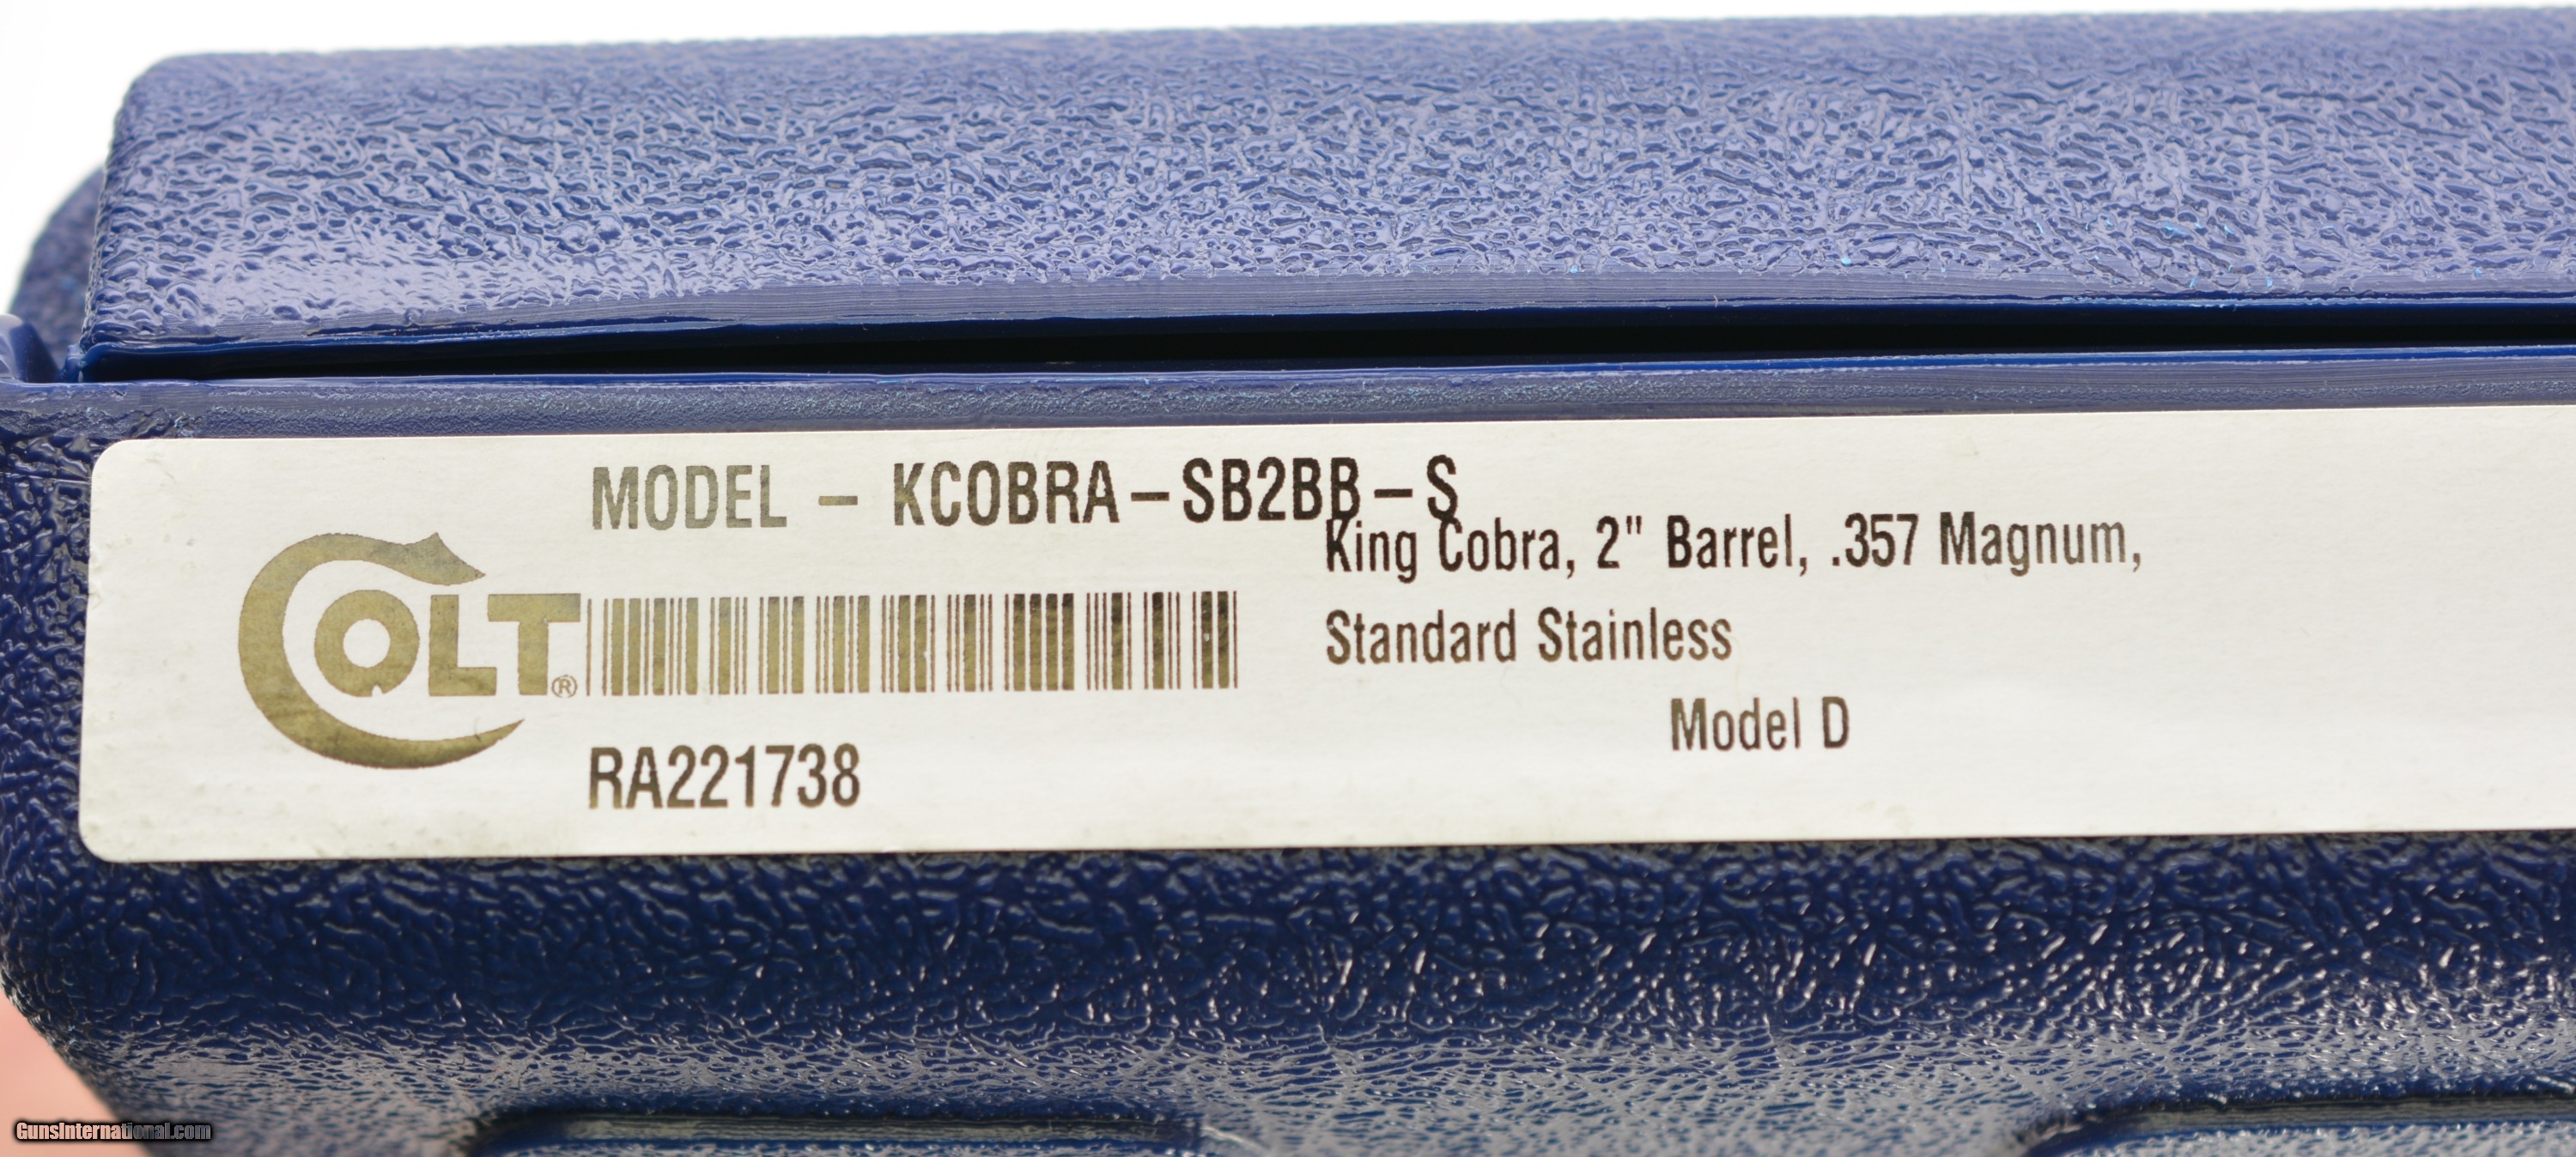 MODEL - KCOBRA-SB2BB-S
King Cobra, 2" Barrel, .357 Magnum,
COLT®
Standard Stainless
Model D
RA221738
GunsInternational.com